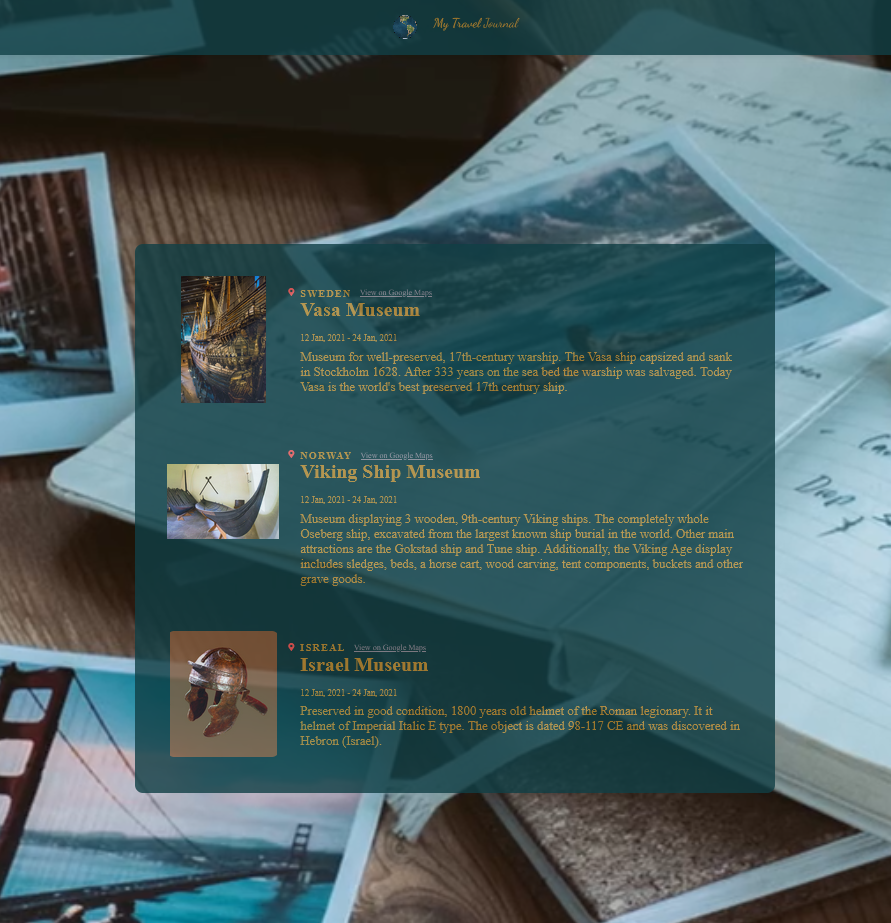 My Travel Journal
ThinkPad
steps in colour grading
Colour correction
SWEDEN View on Google Maps
Vasa Museum
12 Jan, 2021 - 24 Jan, 2021
Museum for well-preserved, 17th-century warship. The Vasa ship capsized and sank
in Stockholm 1628. After 333 years on the sea bed the warship was salvaged. Today
Vasa is the world's best preserved 17th century ship.
NORWAY View on Google Maps
Viking Ship Museum
12 Jan, 2021 - 24 Jan, 2021
Museum displaying 3 wooden, 9th-century Viking ships. The completely whole
Oseberg ship, excavated from the largest known ship burial in the world. Other main
attractions are the Gokstad ship and Tune ship. Additionally, the Viking Age display
includes sledges, beds, a horse cart, wood carving, tent components, buckets and other
grave goods.
ISREAL View on Google Maps
Israel Museum
12 Jan, 2021 - 24 Jan, 2021
Preserved in good condition, 1800 years old helmet of the Roman legionary. It it
helmet of Imperial Italic E type. The object is dated 98-117 CE and was discovered in
Hebron (Israel).